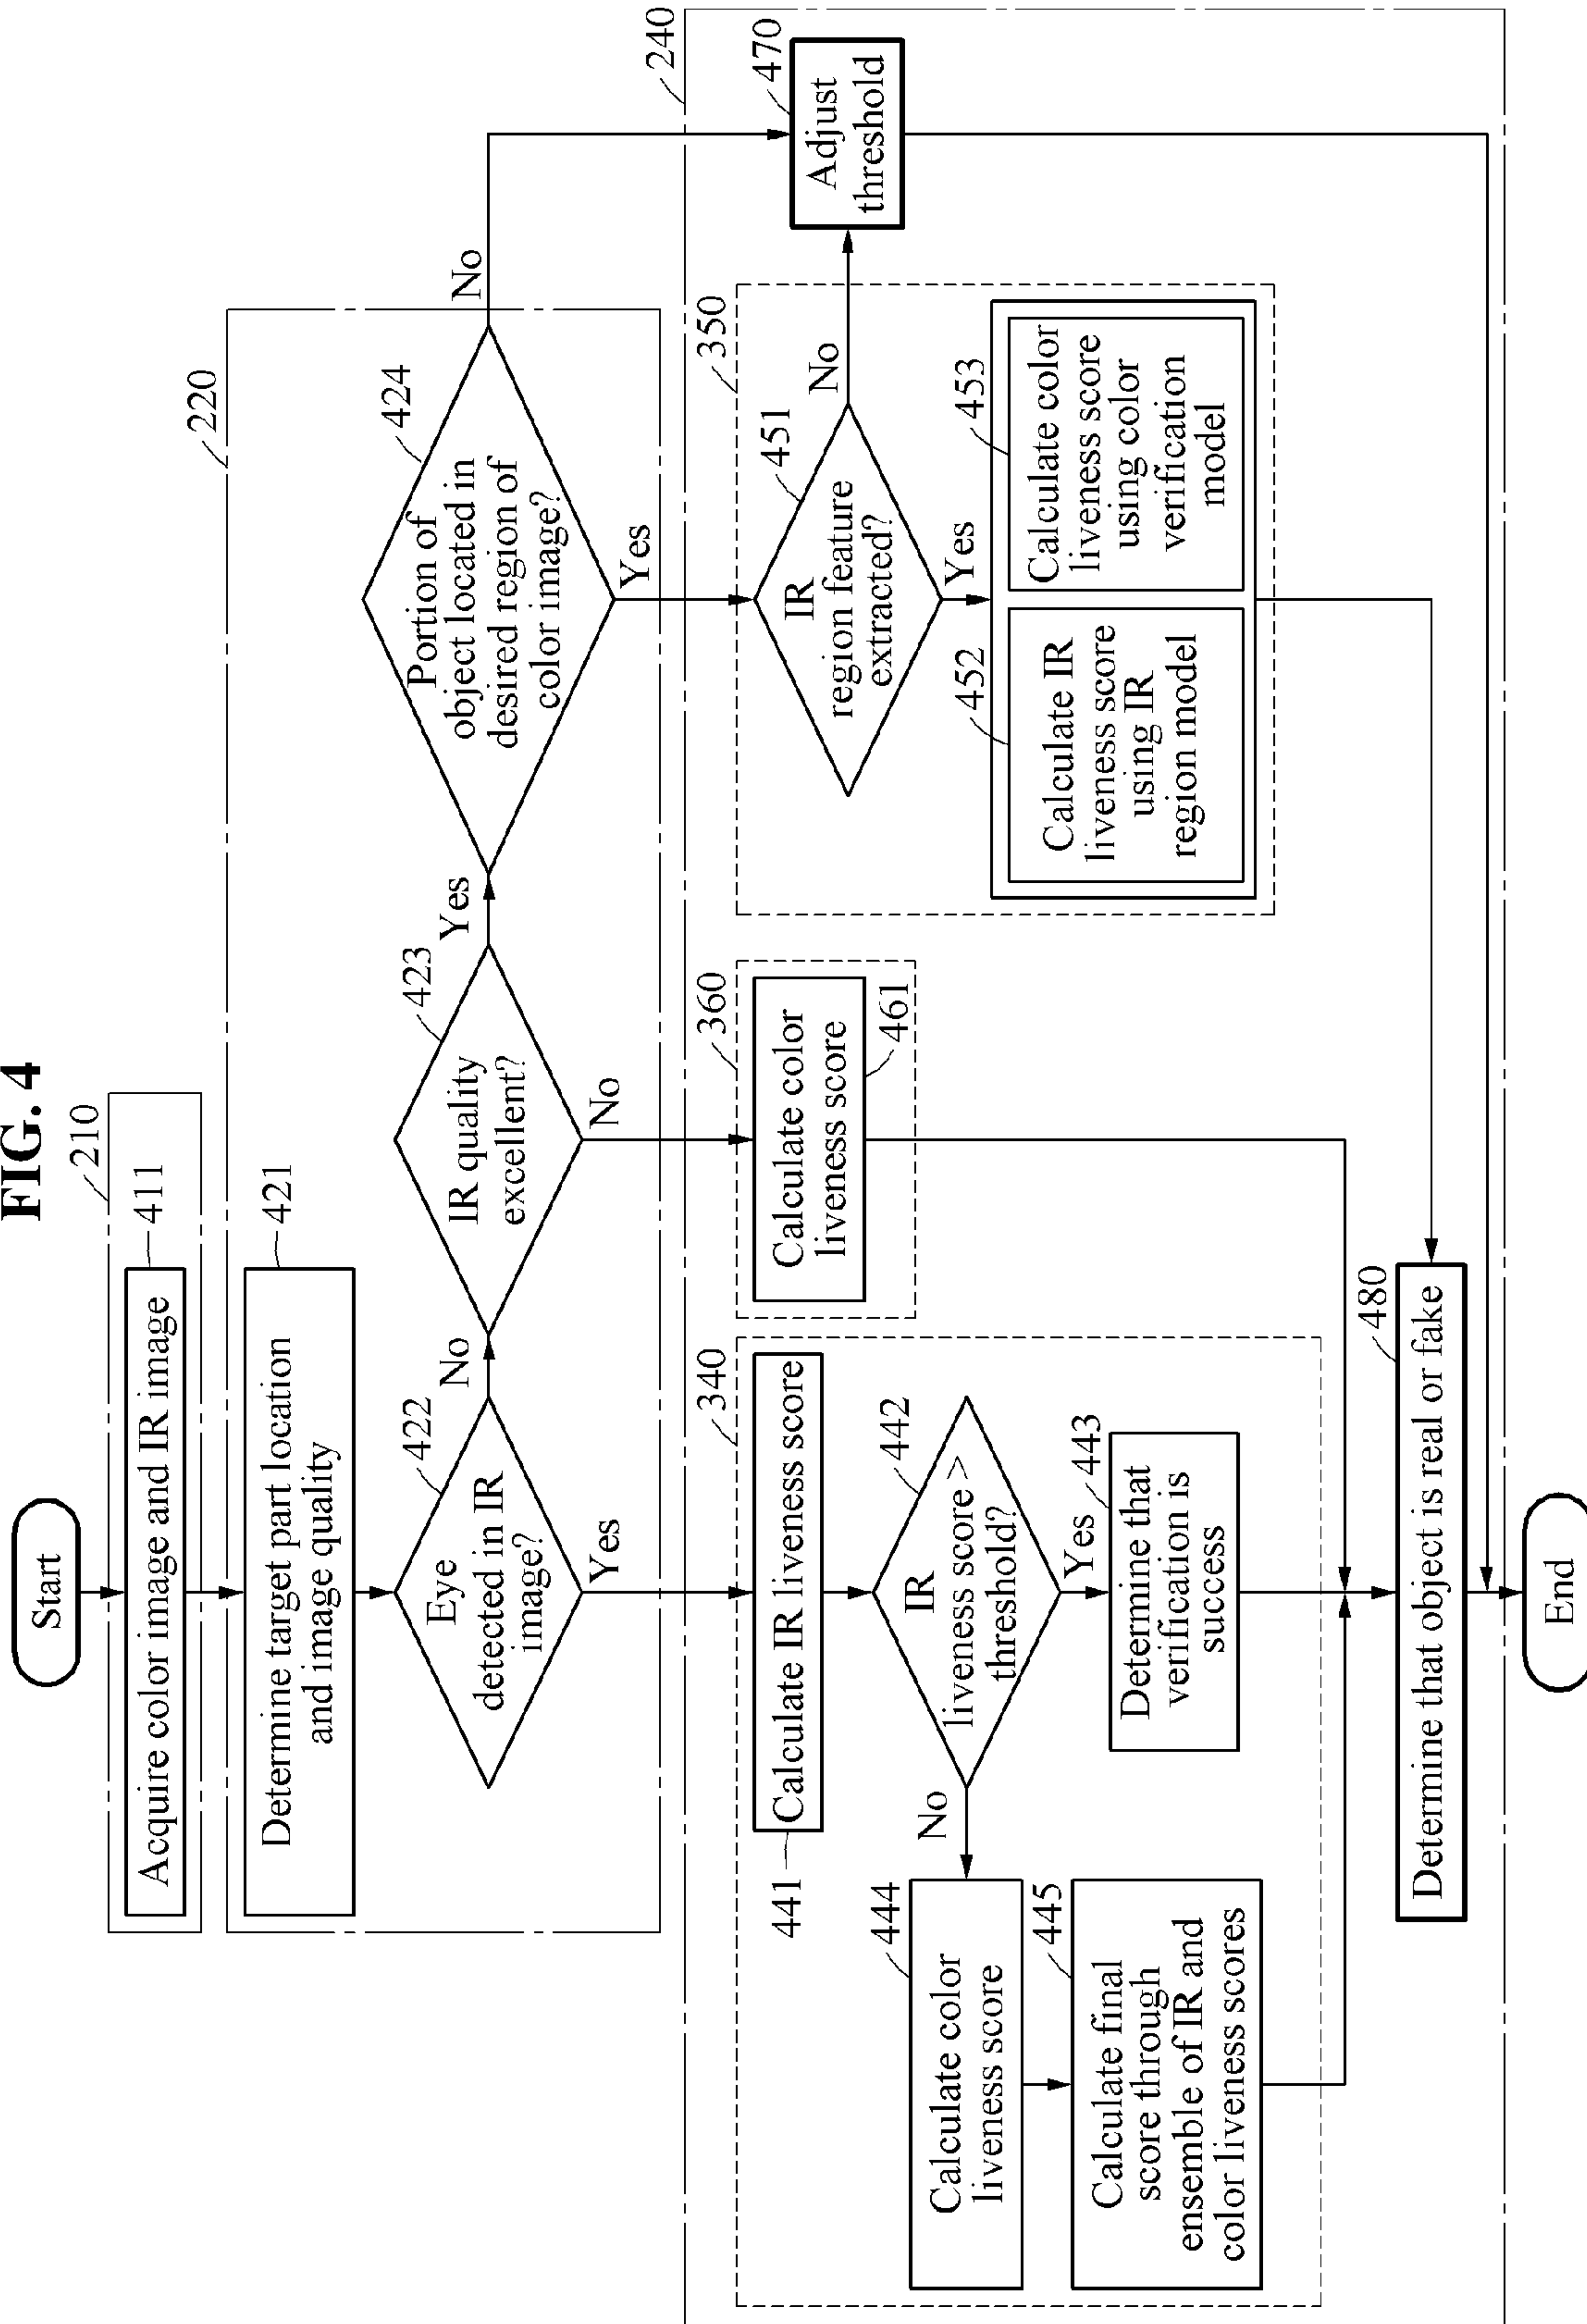 FIG. 4
Start
210
Acquire color image and IR image
411
220
Determine target part location
and image quality
421
Eye
detected in IR
image?
422
No
Yes
IR quality
excellent?
423
Yes
No
Portion of
object located in
desired region of
color image?
424
No
Yes
240
340
Calculate IR liveness score
441
IR
liveness score >
threshold?
442
No
Yes
Determine that
verification is
success
443
Calculate color
liveness score
444
Calculate final
score through
ensemble of IR and
color liveness scores
445
360
Calculate color
liveness score
461
350
IR
region feature
extracted?
451
No
Yes
Calculate IR
liveness score
using IR
region model
452
Calculate color
liveness score
using color
verification
model
453
Adjust
threshold
470
Determine that object is real or fake
480
End